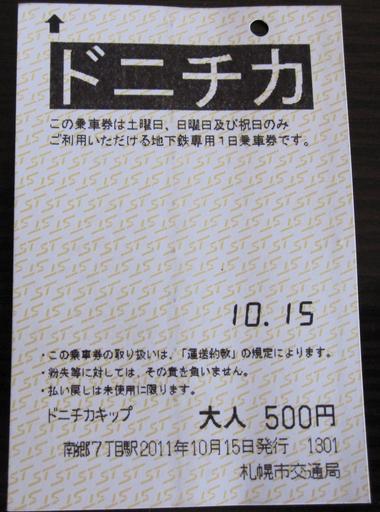 ドニチカ
この乗車券は土曜日、日曜日及び祝日のみ
ご利用いただける地下鉄専用1日乗車券です。
10.15
・この乗車券の取り扱いは、「運送約款」の規定によります。
・紛失等に対しては、その責を負いません。
・払い戻しは未使用に限ります。
ドニチカキップ 大人 500円
南郷7丁目駅2011年10月15日発行 1301
札幌市交通局